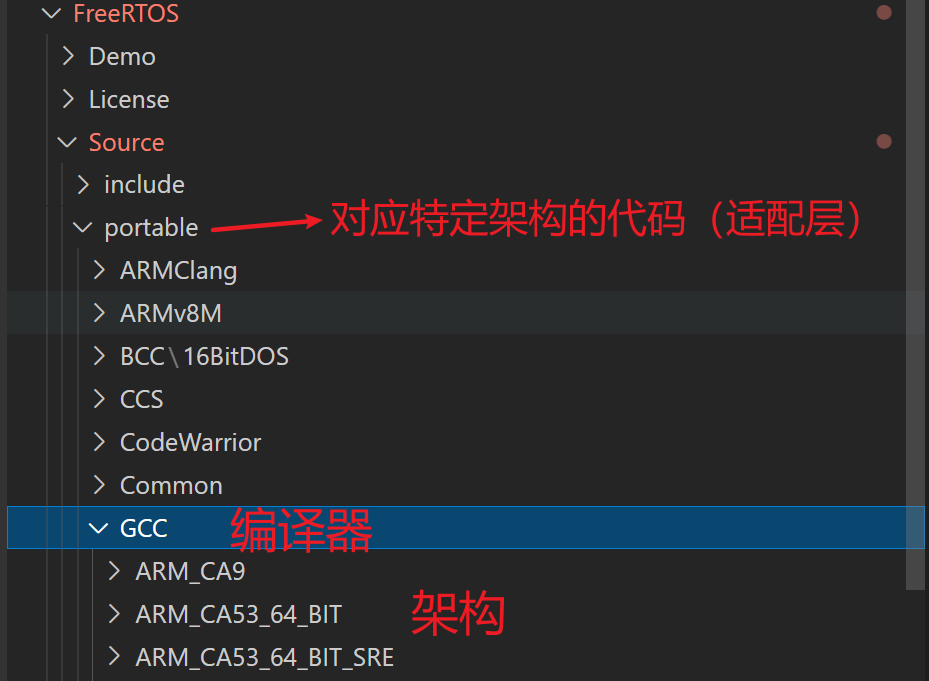 FreeRTOS
Demo
License
Source
include
portable 对应特定架构的代码（适配层）
ARMClang
ARMv8M
BCC\16BitDOS
CCS
CodeWarrior
Common
GCC 编译器
ARM_CA9
ARM_CA53_64_BIT 架构
ARM_CA53_64_BIT_SRE